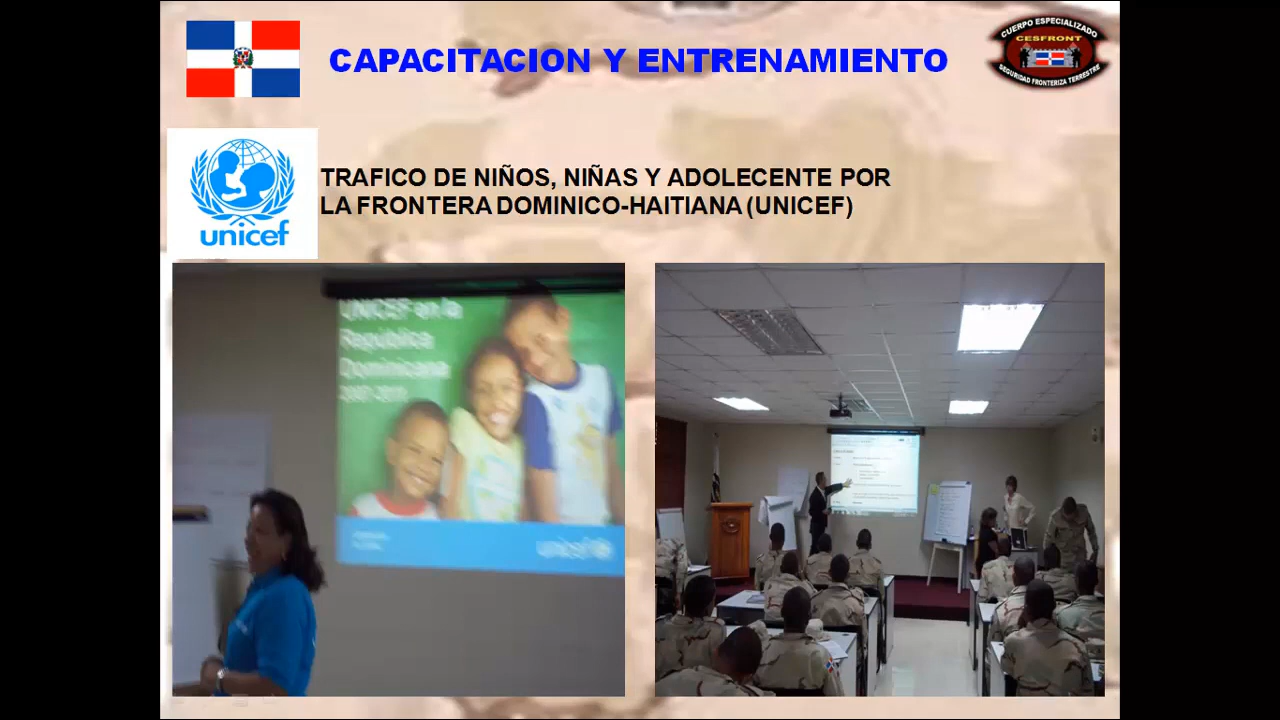 CAPACITACION Y ENTRENAMIENTO
CUERPO ESPECIALIZADO
CESFRONT
SEGURIDAD FRONTERIZA TERRESTRE
unicef
TRAFICO DE NIÑOS, NIÑAS Y ADOLECENTE POR
LA FRONTERA DOMINICO-HAITIANA (UNICEF)
UNICEF en la
República
Dominicana
unicef